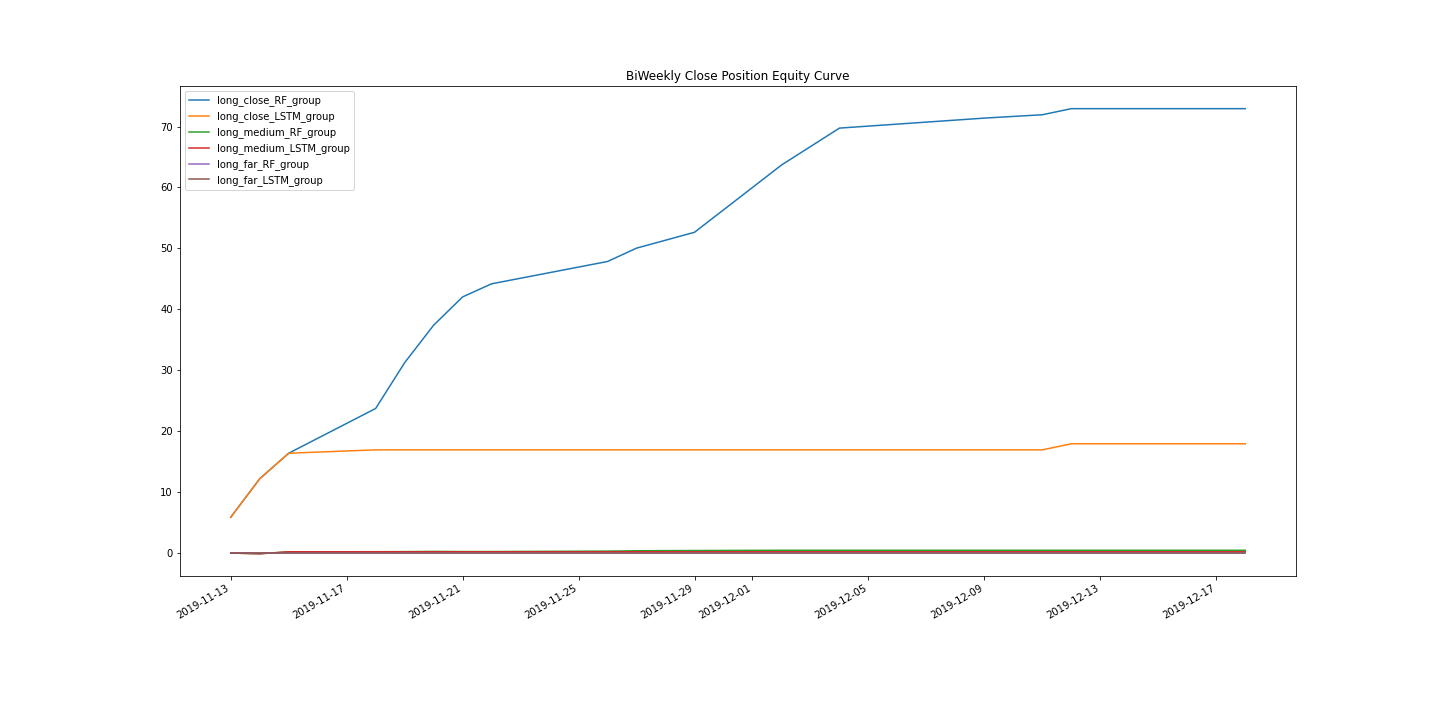 BiWeekly Close Position Equity Curve
long_close_RF_group
long_close_LSTM_group
long_medium_RF_group
long_medium_LSTM_group
long_far_RF_group
long_far_LSTM_group
70
60
50
40
30
20
10
0
2019-11-13
2019-11-17
2019-11-21
2019-11-25
2019-11-29
2019-12-01
2019-12-05
2019-12-09
2019-12-13
2019-12-17